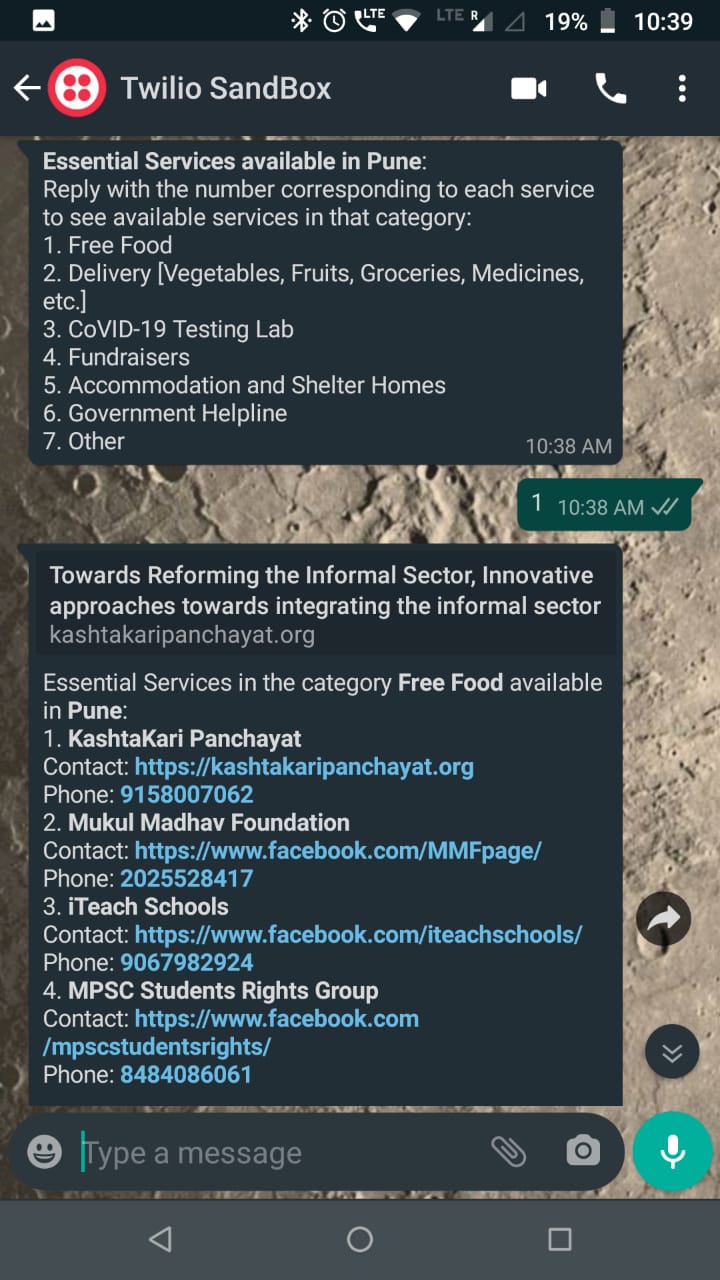 LTE LTE R 19% 10:39
Twilio SandBox
Essential Services available in Pune:
Reply with the number corresponding to each service
to see available services in that category:
1. Free Food
2. Delivery [Vegetables, Fruits, Groceries, Medicines,
etc.]
3. CoVID-19 Testing Lab
4. Fundraisers
5. Accommodation and Shelter Homes
6. Government Helpline
7. Other
10:38 AM
1 10:38 AM
Towards Reforming the Informal Sector, Innovative
approaches towards integrating the informal sector
kashtakaripanchayat.org
Essential Services in the category Free Food available
in Pune:
1. KashtaKari Panchayat
Contact: https://kashtakaripanchayat.org
Phone: 9158007062
2. Mukul Madhav Foundation
Contact: https://www.facebook.com/MMFpage/
Phone: 2025528417
3. iTeach Schools
Contact: https://www.facebook.com/iteachschools/
Phone: 9067982924
4. MPSC Students Rights Group
Contact: https://www.facebook.com
/mpscstudentsrights/
Phone: 8484086061
Type a message